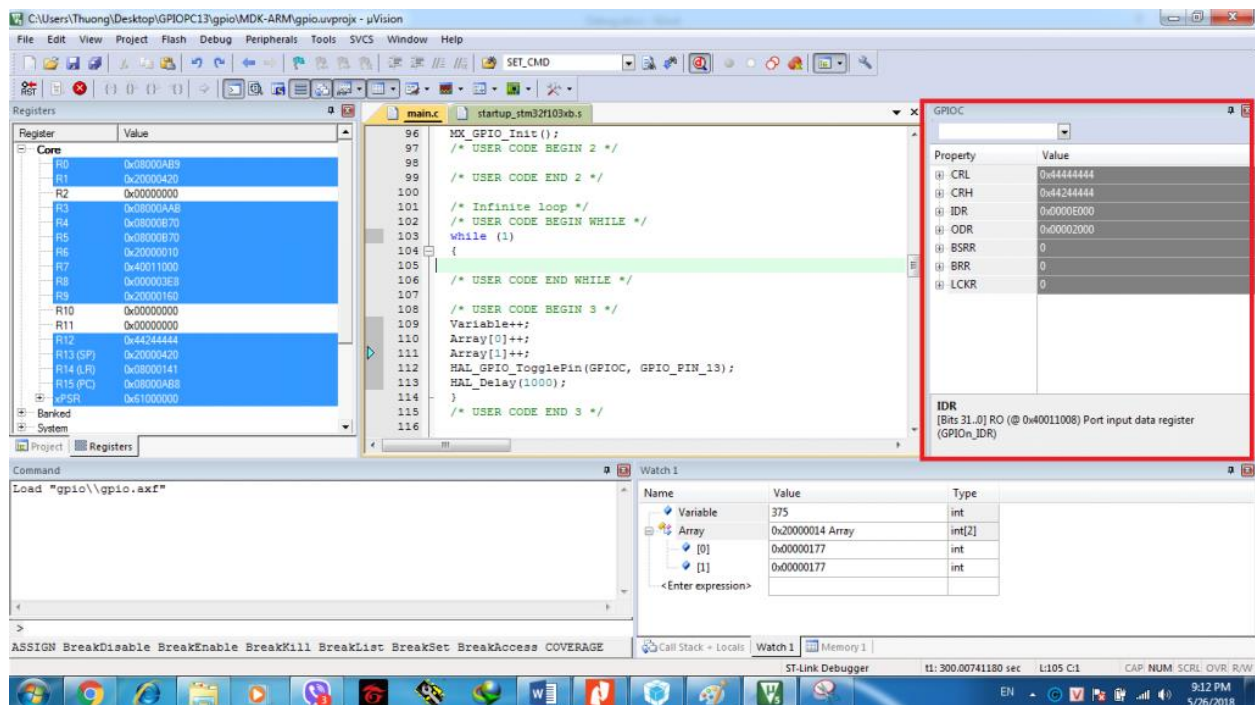 C:\Users\Thuong\Desktop\GPIOPC13\gpio\MDK-ARM\gpio.uvprojx - µVision
File Edit View Project Flash Debug Peripherals Tools SVCS Window Help
SET_CMD
RST
Registers
Register Value
Core
R0 0x08000AB9
R1 0x20000420
R2 0x00000000
R3 0x08000AAB
R4 0x08000B70
R5 0x08000B70
R6 0x20000010
R7 0x40011000
R8 0x000003E8
R9 0x20000160
R10 0x00000000
R11 0x00000000
R12 0x44244444
R13 (SP) 0x20000420
R14 (LR) 0x08000141
R15 (PC) 0x08000AB8
xPSR 0x61000000
Banked
System
Project Registers
main.c startup_stm32f103xb.s
96 MX_GPIO_Init();
97 /* USER CODE BEGIN 2 */
98
99 /* USER CODE END 2 */
100
101 /* Infinite loop */
102 /* USER CODE BEGIN WHILE */
103 while (1)
104 {
105
106 /* USER CODE END WHILE */
107
108 /* USER CODE BEGIN 3 */
109 Variable++;
110 Array[0]++;
111 Array[1]++;
112 HAL_GPIO_TogglePin(GPIOC, GPIO_PIN_13);
113 HAL_Delay(1000);
114 }
115 /* USER CODE END 3 */
116
GPIOC
Property Value
CRL 0x44444444
CRH 0x44244444
IDR 0x0000E000
ODR 0x00002000
BSRR 0
BRR 0
LCKR 0
IDR
[Bits 31..0] RO (@ 0x40011008) Port input data register
(GPIOn_IDR)
Command
Load "gpio\\gpio.axf"
>
ASSIGN BreakDisable BreakEnable BreakKill BreakList BreakSet BreakAccess COVERAGE
Watch 1
Name Value Type
Variable 375 int
Array 0x20000014 Array int[2]
[0] 0x00000177 int
[1] 0x00000177 int
<Enter expression>
Call Stack + Locals Watch 1 Memory 1
ST-Link Debugger t1: 300.00741180 sec L:105 C:1 CAP NUM SCRL OVR R/W
EN 9:12 PM
5/26/2018